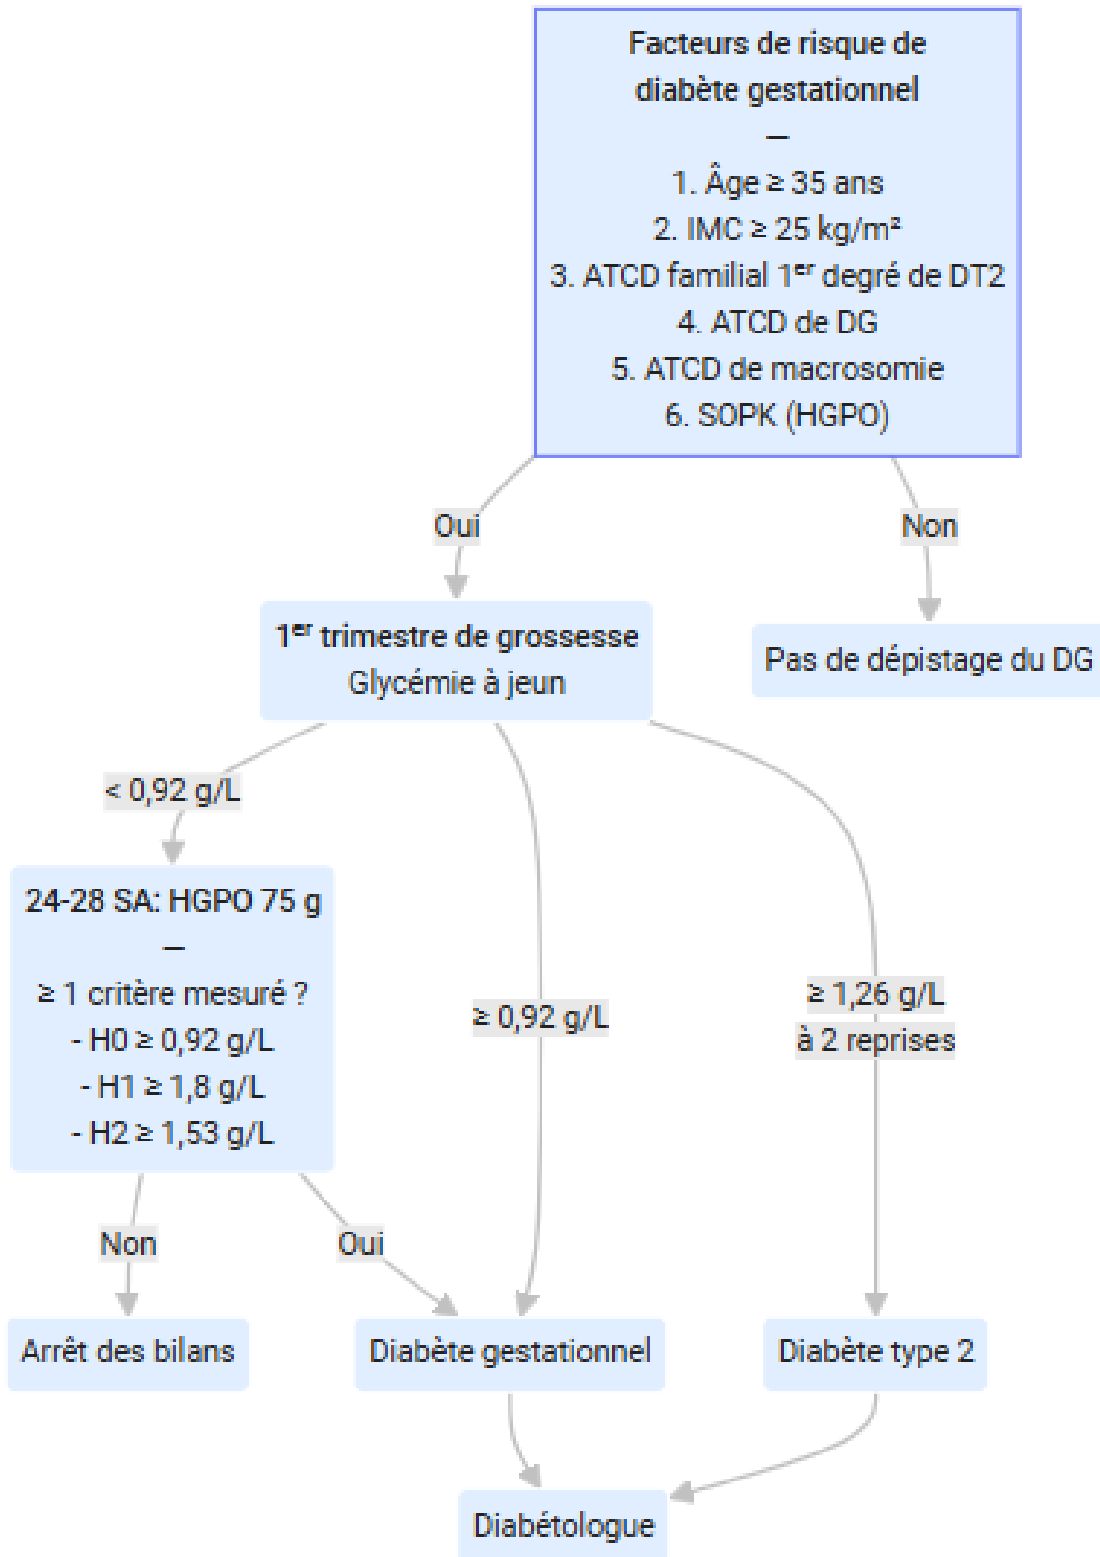 Facteurs de risque de
diabète gestationnel
—
1. Âge ≥ 35 ans
2. IMC ≥ 25 kg/m²
3. ATCD familial 1er degré de DT2
4. ATCD de DG
5. ATCD de macrosomie
6. SOPK (HGPO)
Oui
Non
1er trimestre de grossesse
Glycémie à jeun
Pas de dépistage du DG
< 0,92 g/L
24-28 SA: HGPO 75 g
—
≥ 1 critère mesuré ?
- H0 ≥ 0,92 g/L
- H1 ≥ 1,8 g/L
- H2 ≥ 1,53 g/L
≥ 0,92 g/L
≥ 1,26 g/L
à 2 reprises
Non
Oui
Arrêt des bilans
Diabète gestationnel
Diabète type 2
Diabétologue